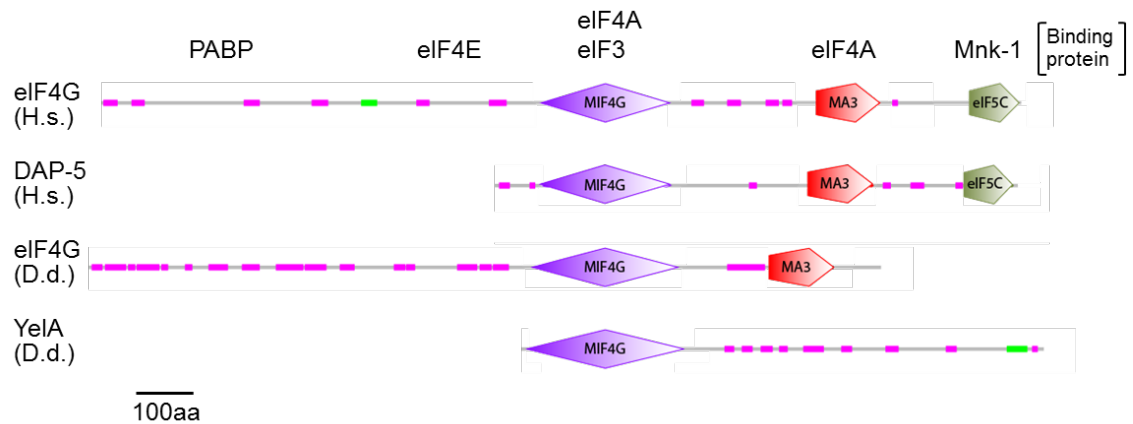 eIF4A
PABP eIF4E eIF3 eIF4A Mnk-1 [Binding
protein]
eIF4G
(H.s.)
MIF4G MA3 eIF5C
DAP-5
(H.s.)
MIF4G MA3 eIF5C
eIF4G
(D.d.)
MIF4G MA3
YelA
(D.d.)
MIF4G
100aa